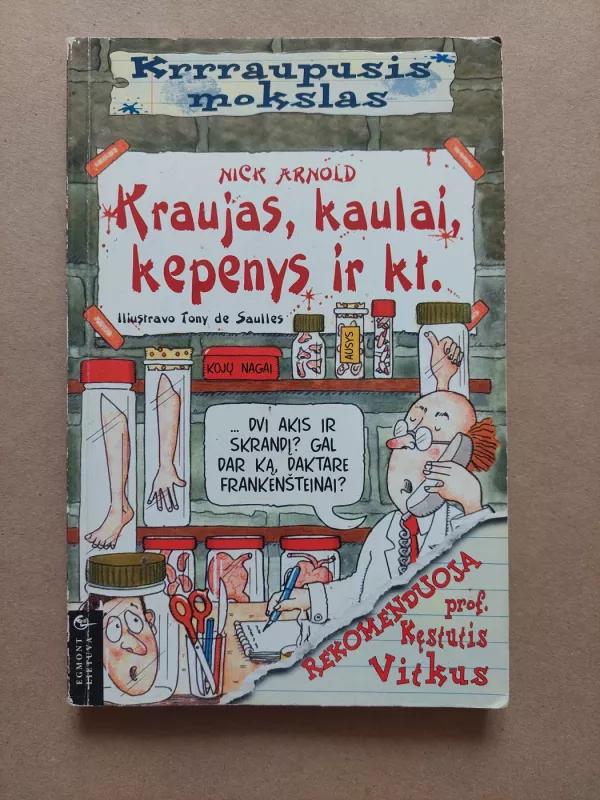 Krrraupusis
mokslas
NICK ARNOLD
Kraujas, kaulai,
kepenys ir kt.
Iliustravo Tony de Saulles
AUSYS
KOJŲ NAGAI
... DVI AKIS IR
SKRANDĮ? GAL
DAR KĄ, DAKTARE
FRANKENŠTEINAI?
REKOMENDUOJA
prof.
Kęstutis
Vitkus
EGMONT
LIETUVA